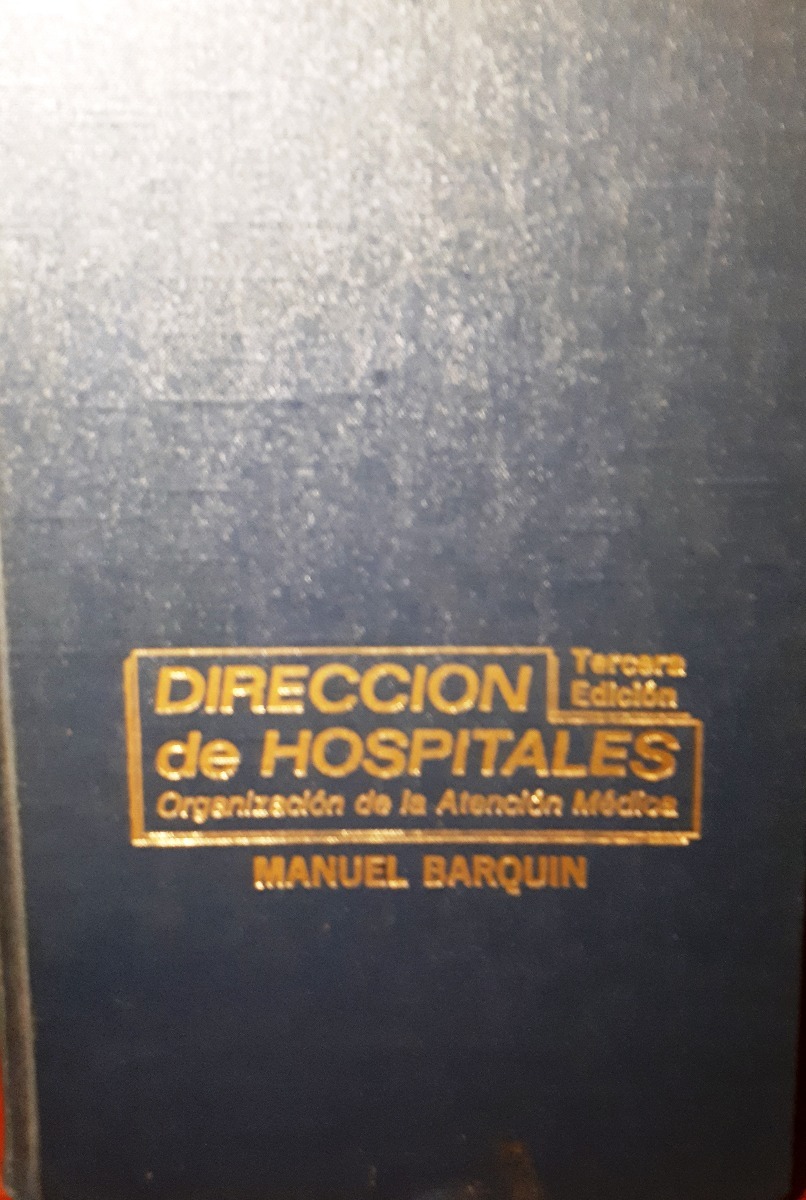 DIRECCION
Tercera
Edición
de HOSPITALES
Organización de la Atención Médica
MANUEL BARQUIN